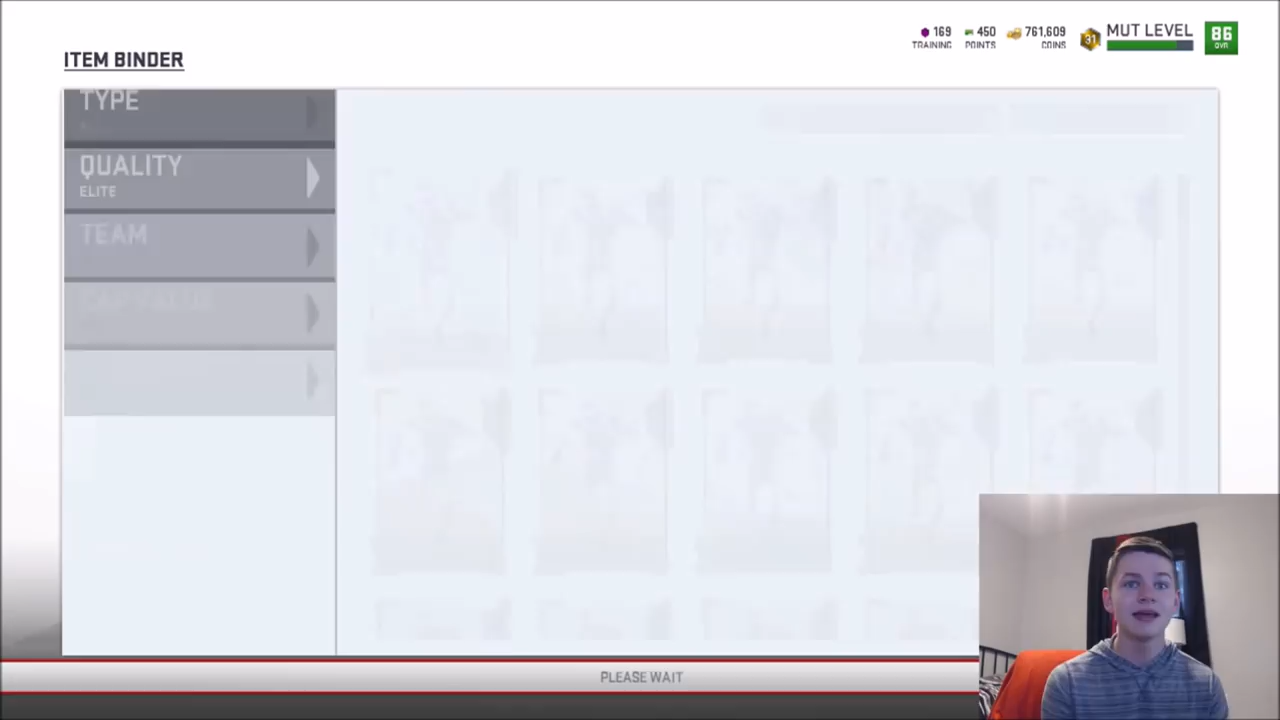 ITEM BINDER
169
TRAINING
450
POINTS
761,609
COINS
31
MUT LEVEL
86
OVR
TYPE
QUALITY
ELITE
TEAM
PLEASE WAIT